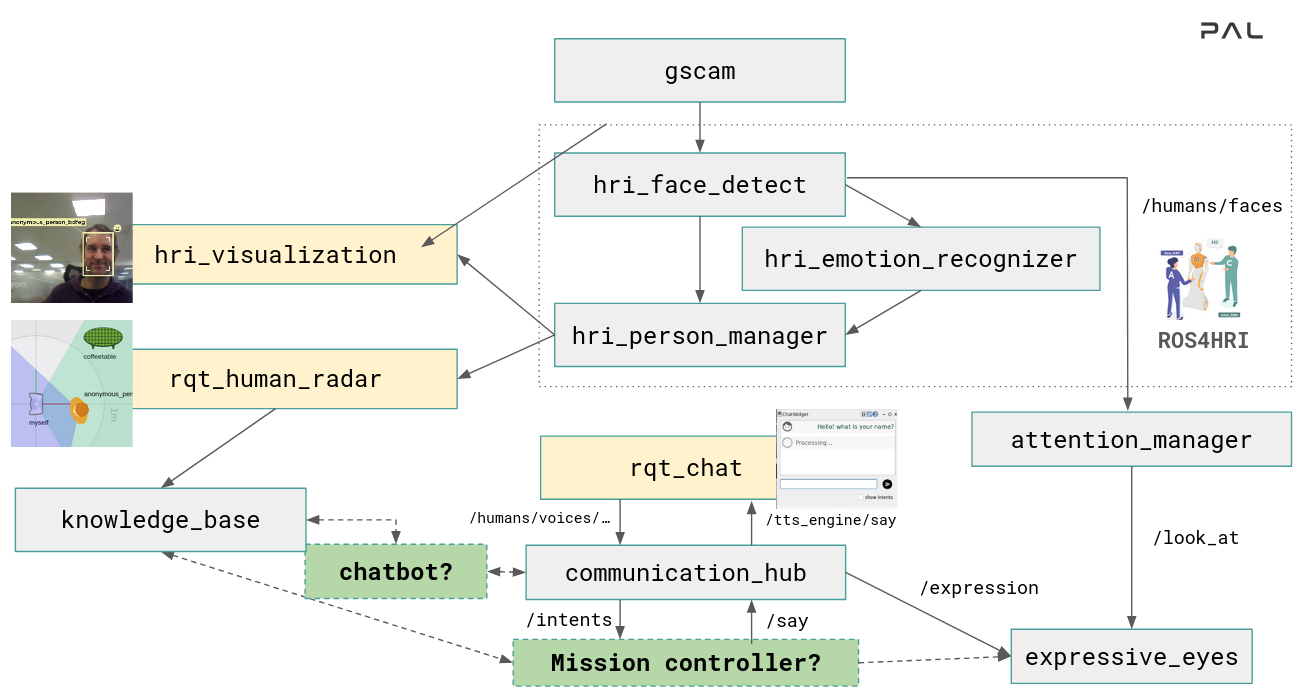 PAL
gscam
hri_face_detect
/humans/faces
anonymous_person_bdfeg
hri_visualization
hri_emotion_recognizer
HI!
A
C
hri_person_manager
ROS4HRI
coffeetable
anonymous_per
myself
1m
rqt_human_radar
ChatWidget
Hello! what is your name?
Processing...
show intents
attention_manager
rqt_chat
knowledge_base
/humans/voices/…
/tts_engine/say
/look_at
chatbot?
communication_hub
/expression
/intents
/say
Mission controller?
expressive_eyes